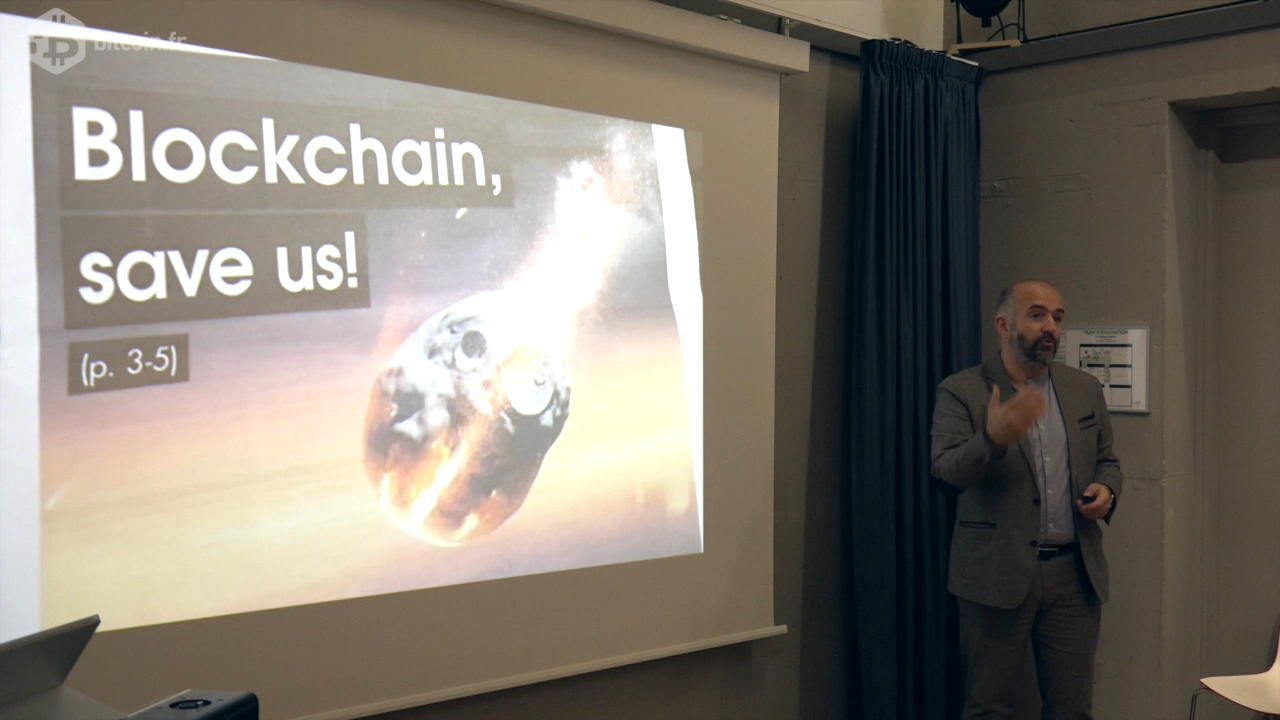 bitcoin.fr
Blockchain,
save us!
(p. 3-5)